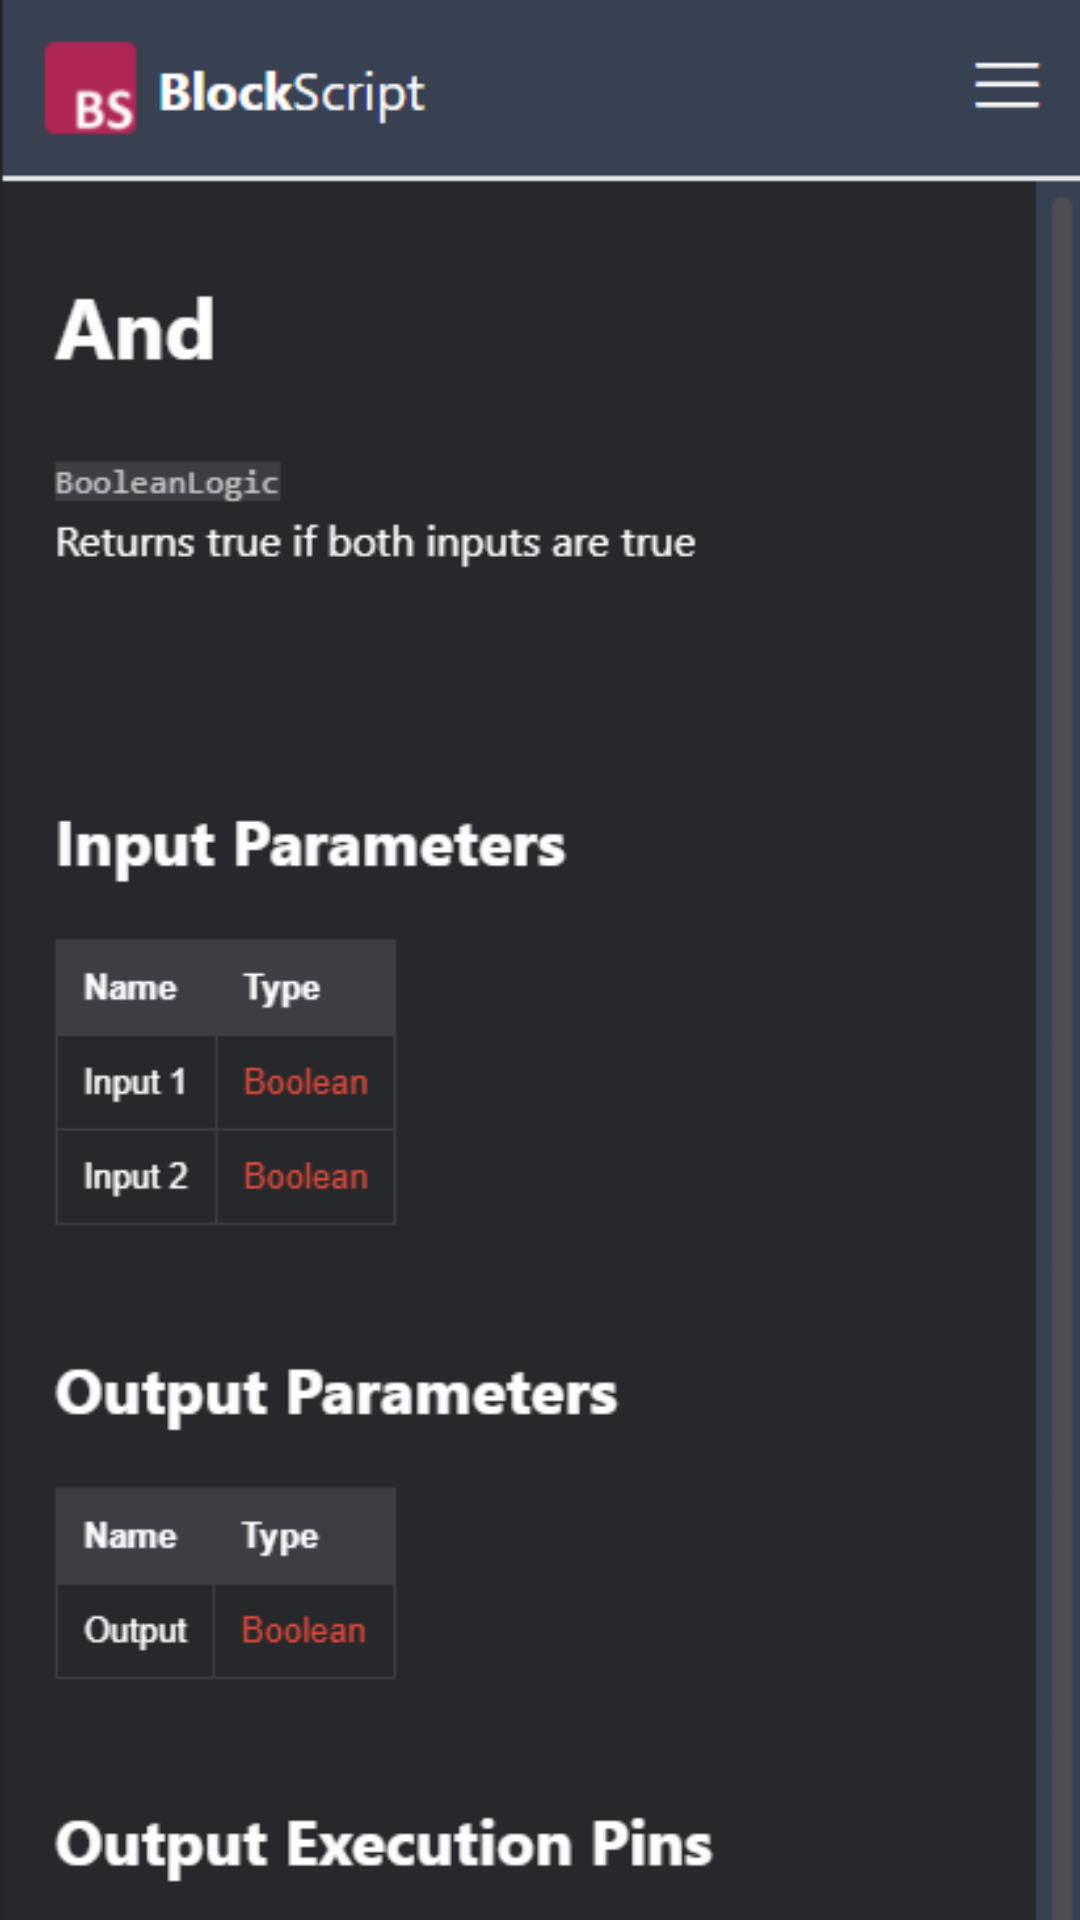 BS BlockScript
And
BooleanLogic
Returns true if both inputs are true
Input Parameters
Name Type
Input 1 Boolean
Input 2 Boolean
Output Parameters
Name Type
Output Boolean
Output Execution Pins